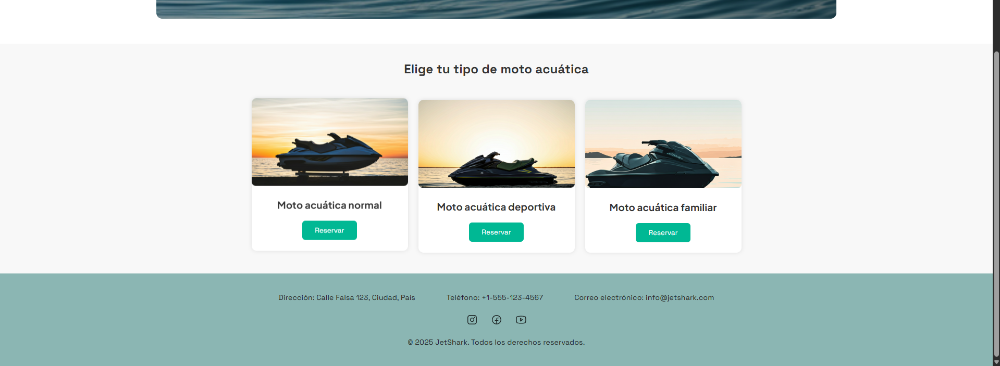 Elige tu tipo de moto acuática
Moto acuática normal
Reservar
Moto acuática deportiva
Reservar
Moto acuática familiar
Reservar
Dirección: Calle Falsa 123, Ciudad, País
Teléfono: +1-555-123-4567
Correo electrónico: info@jetshark.com
© 2025 JetShark. Todos los derechos reservados.